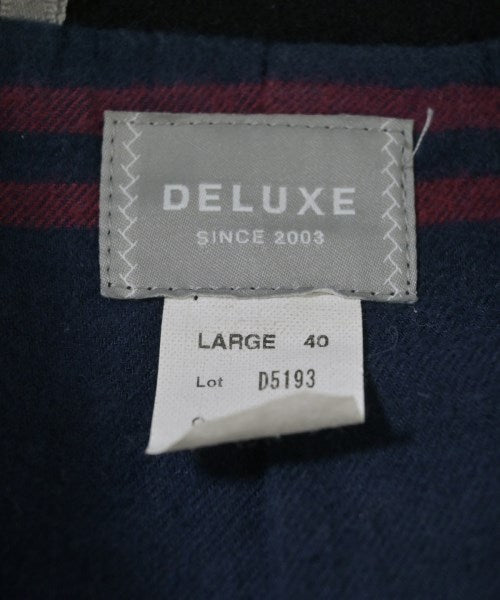 DELUXE
SINCE 2003
LARGE 40
Lot D5193